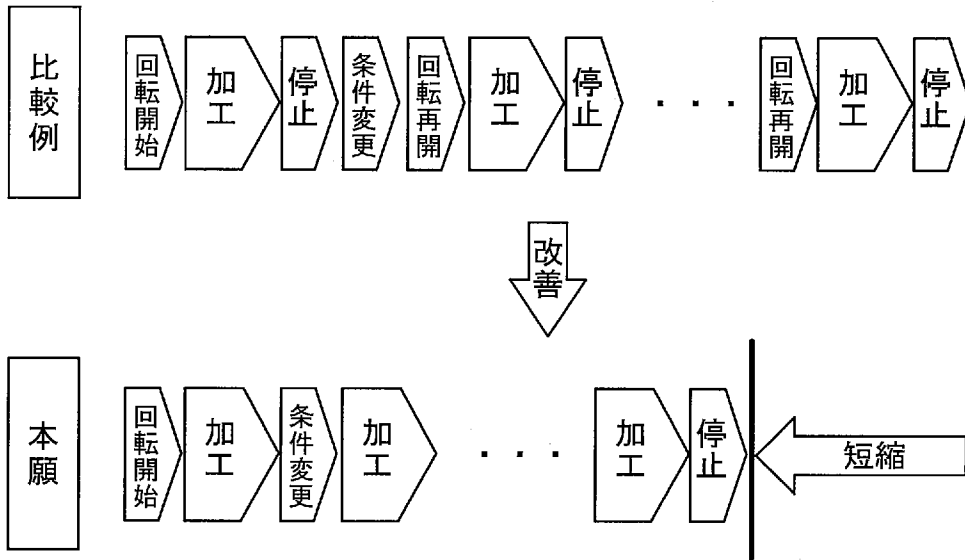 比較例
回転開始
加工
停止
条件変更
回転再開
加工
停止
・・・
回転再開
加工
停止
改善
本願
回転開始
加工
条件変更
加工
・・・
加工
停止
短縮